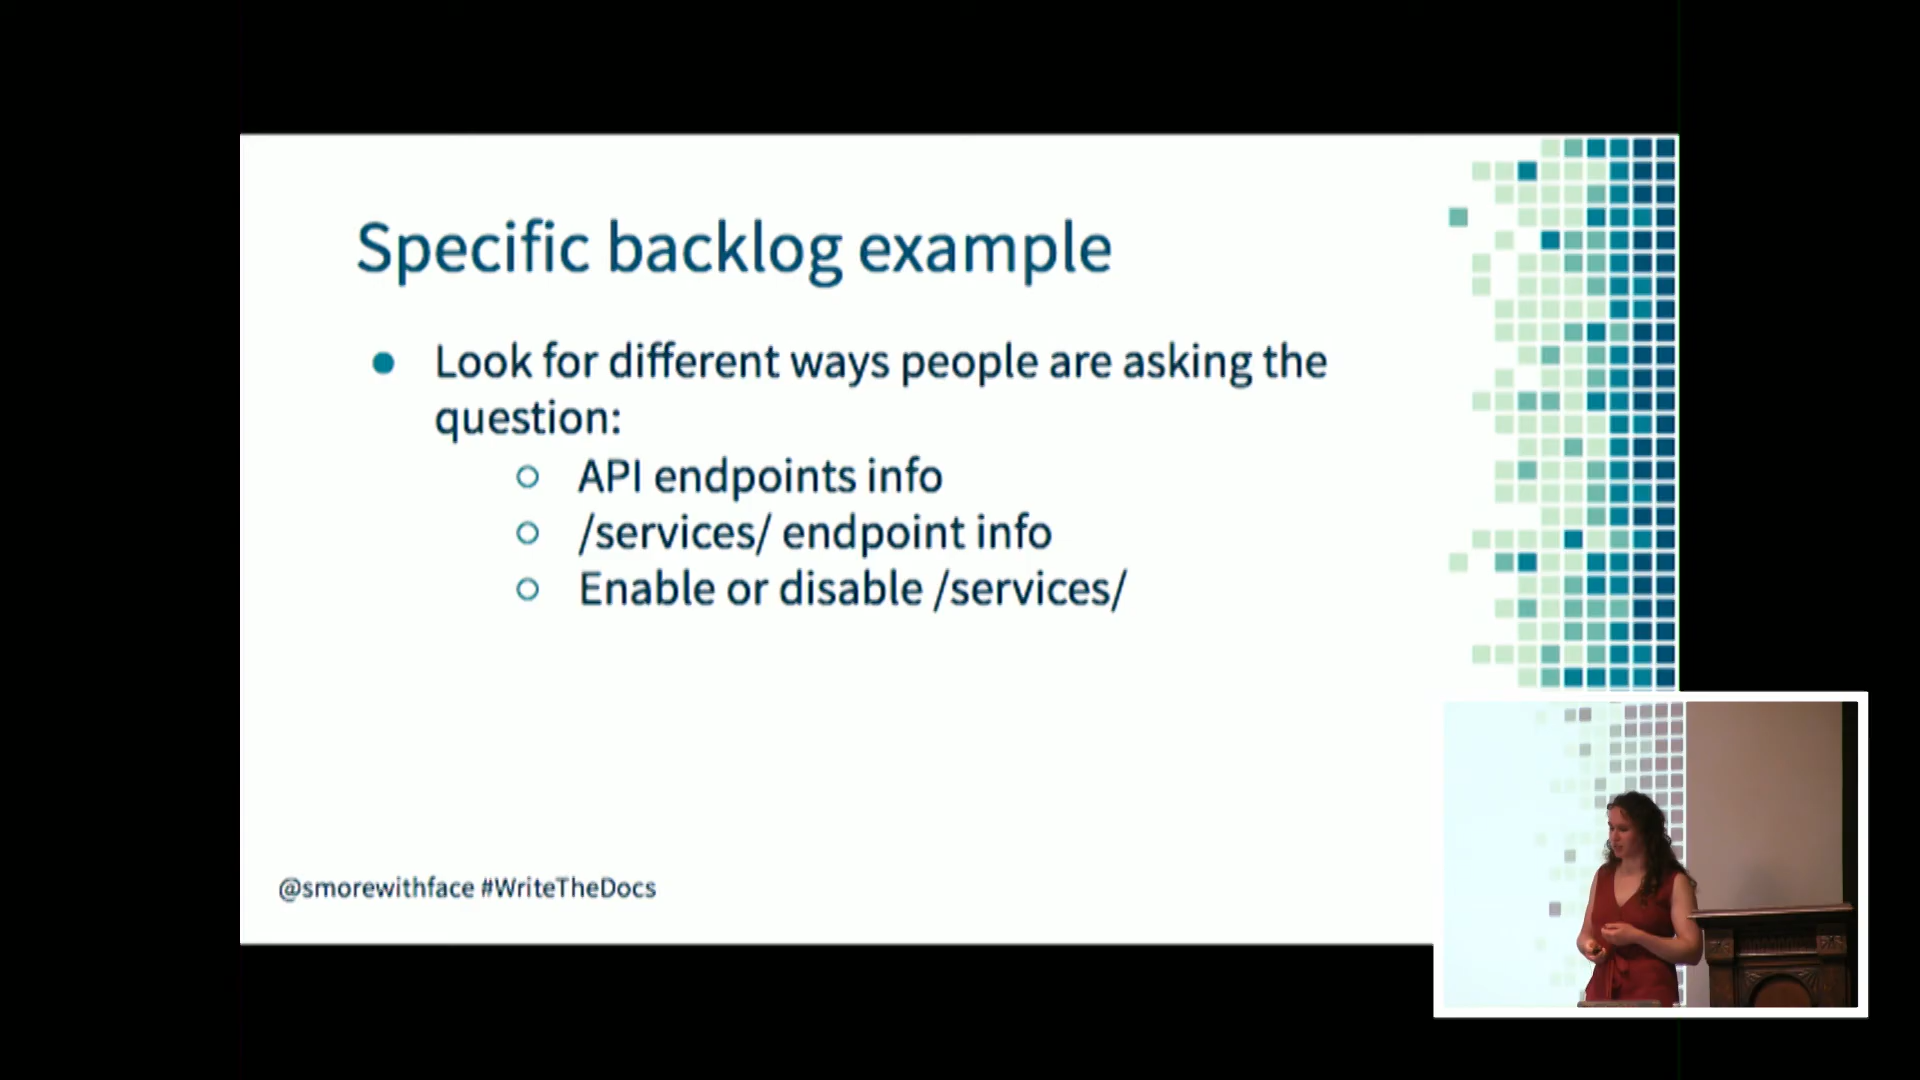 Specific backlog example
Look for different ways people are asking the
question:
API endpoints info
/services/ endpoint info
Enable or disable /services/
@smorewithface #WriteTheDocs